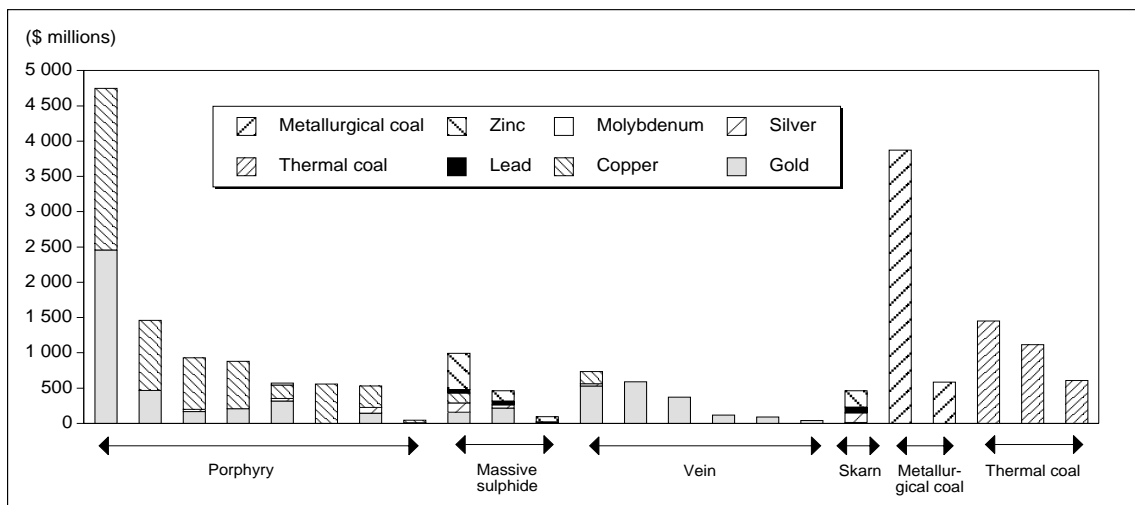 ($ millions)
5 000
4 500
4 000
3 500
3 000
2 500
2 000
1 500
1 000
500
0
Metallurgical coal Zinc Molybdenum Silver
Thermal coal Lead Copper Gold
Porphyry
Massive
sulphide
Vein
Skarn
Metallur-
gical coal
Thermal coal